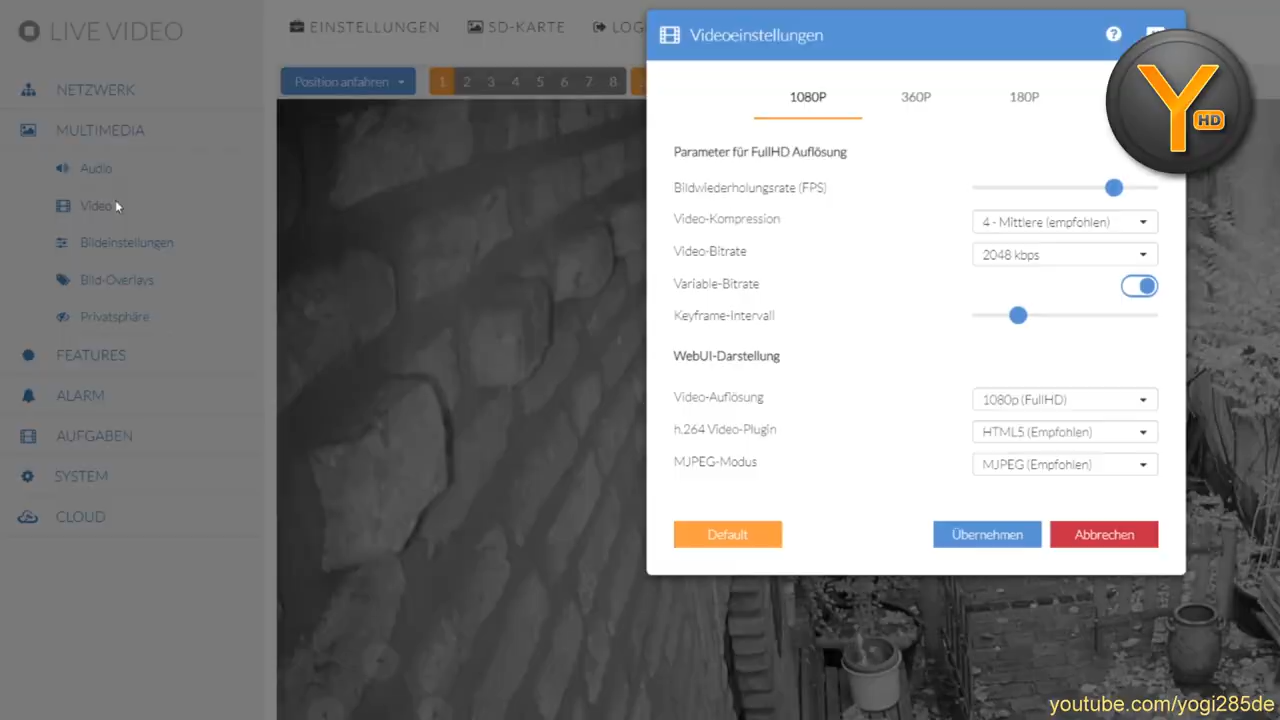 LIVE VIDEO
EINSTELLUNGEN
SD-KARTE
NETZWERK
MULTIMEDIA
Audio
Video
Bildeinstellungen
Bild-Overlays
Privatsphäre
FEATURES
ALARM
AUFGABEN
SYSTEM
CLOUD
Position anfahren
1 2 3 4 5 6 7 8
Videoeinstellungen
?
Y HD
1080P 360P 180P
Parameter für FullHD Auflösung
Bildwiederholungsrate (FPS)
Video-Kompression 4 - Mittlere (empfohlen)
Video-Bitrate 2048 kbps
Variable-Bitrate
Keyframe-Intervall
WebUI-Darstellung
Video-Auflösung 1080p (FullHD)
h.264 Video-Plugin HTML5 (Empfohlen)
MJPEG-Modus MJPEG (Empfohlen)
Default Übernehmen Abbrechen
youtube.com/yogi285de